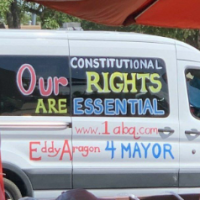 CONSTITUTIONAL
OUR RIGHTS
ARE ESSENTIAL
www.1abq.com
EddyAragon 4 MAYOR